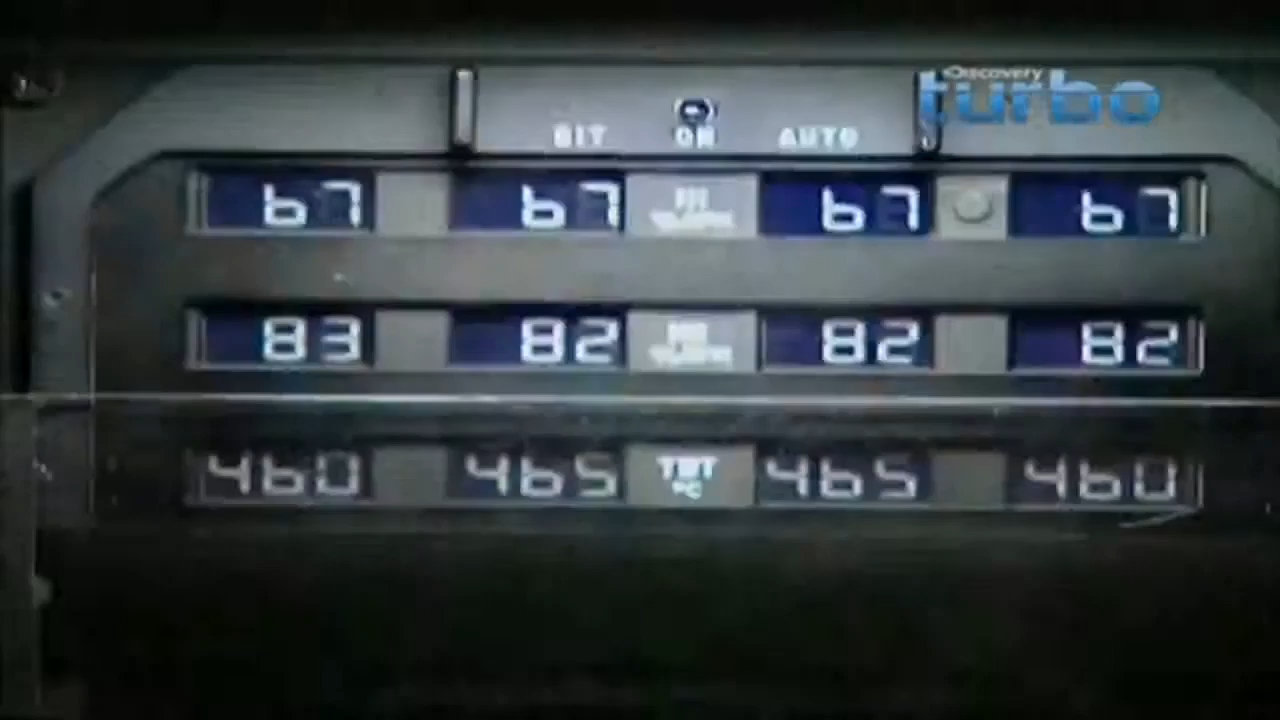 Discovery
turbo
BIT ON AUTO
67 67 67 67
83 82 82 82
460 465 TBT 465 460
°C